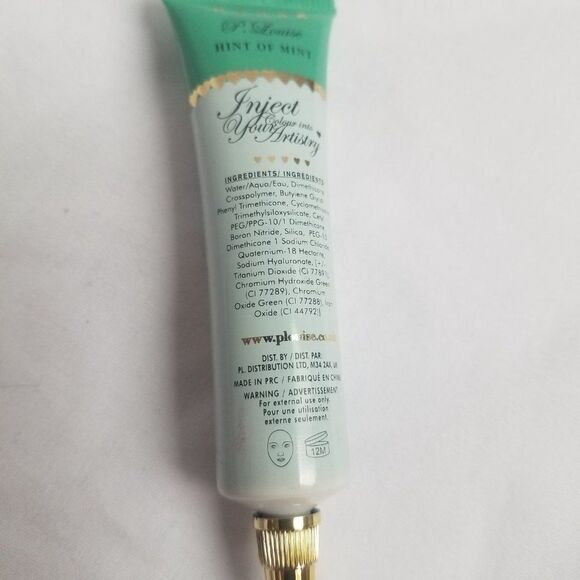 P. Louise
HINT OF MINT
Inject
Colour into
Your Artistry
INGREDIENTS/ INGREDIENTS
Water/Aqua/Eau, Dimethicone
Crosspolymer, Butylene Glycol
Phenyl Trimethicone, Cyclomethicone
Trimethylsiloxysilicate, Cetyl
PEG/PPG-10/1 Dimethicone
Boron Nitride, Silica, PEG-10
Dimethicone 1 Sodium Chloride
Quaternium-18 Hectorite,
Sodium Hyaluronate, (+/-
Titanium Dioxide (CI 77891),
Chromium Hydroxide Green
(CI 77289), Chromium
Oxide Green (CI 77288), Iron
Oxide (CI 44792)]
www.plouise.co
DIST. BY / DIST. PAR
PL. DISTRIBUTION LTD, M34 2AX, UK
MADE IN PRC / FABRIQUÉ EN CHINE
WARNING / ADVERTISSEMENT
For external use only.
Pour une utilisation
externe seulement.
12M